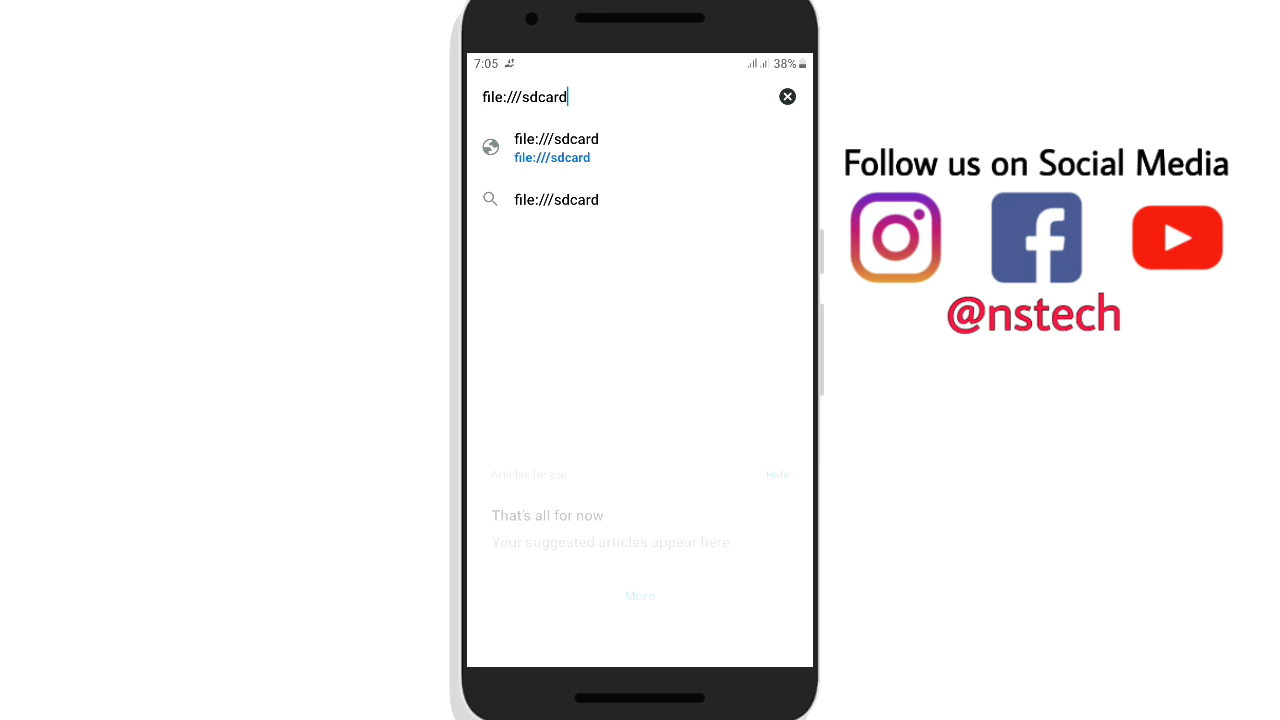 7:05
38%
file:///sdcard
file:///sdcard
file:///sdcard
file:///sdcard
Articles for you
Hide
That's all for now
Your suggested articles appear here
More
Follow us on Social Media
@nstech